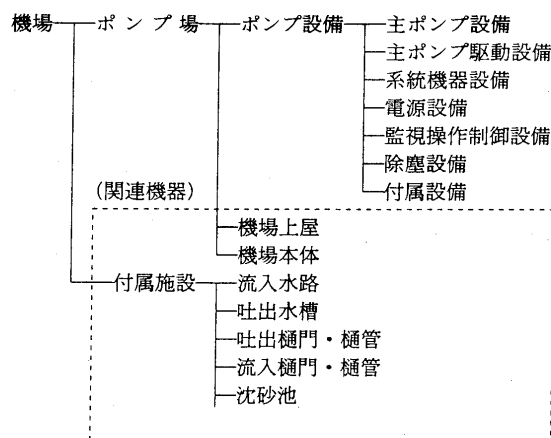 機場 ポンプ場 ポンプ設備 主ポンプ設備
主ポンプ駆動設備
系統機器設備
電源設備
監視操作制御設備
除塵設備
(関連機器) 付属設備
機場上屋
機場本体
付属施設 流入水路
吐出水槽
吐出樋門・樋管
流入樋門・樋管
沈砂池